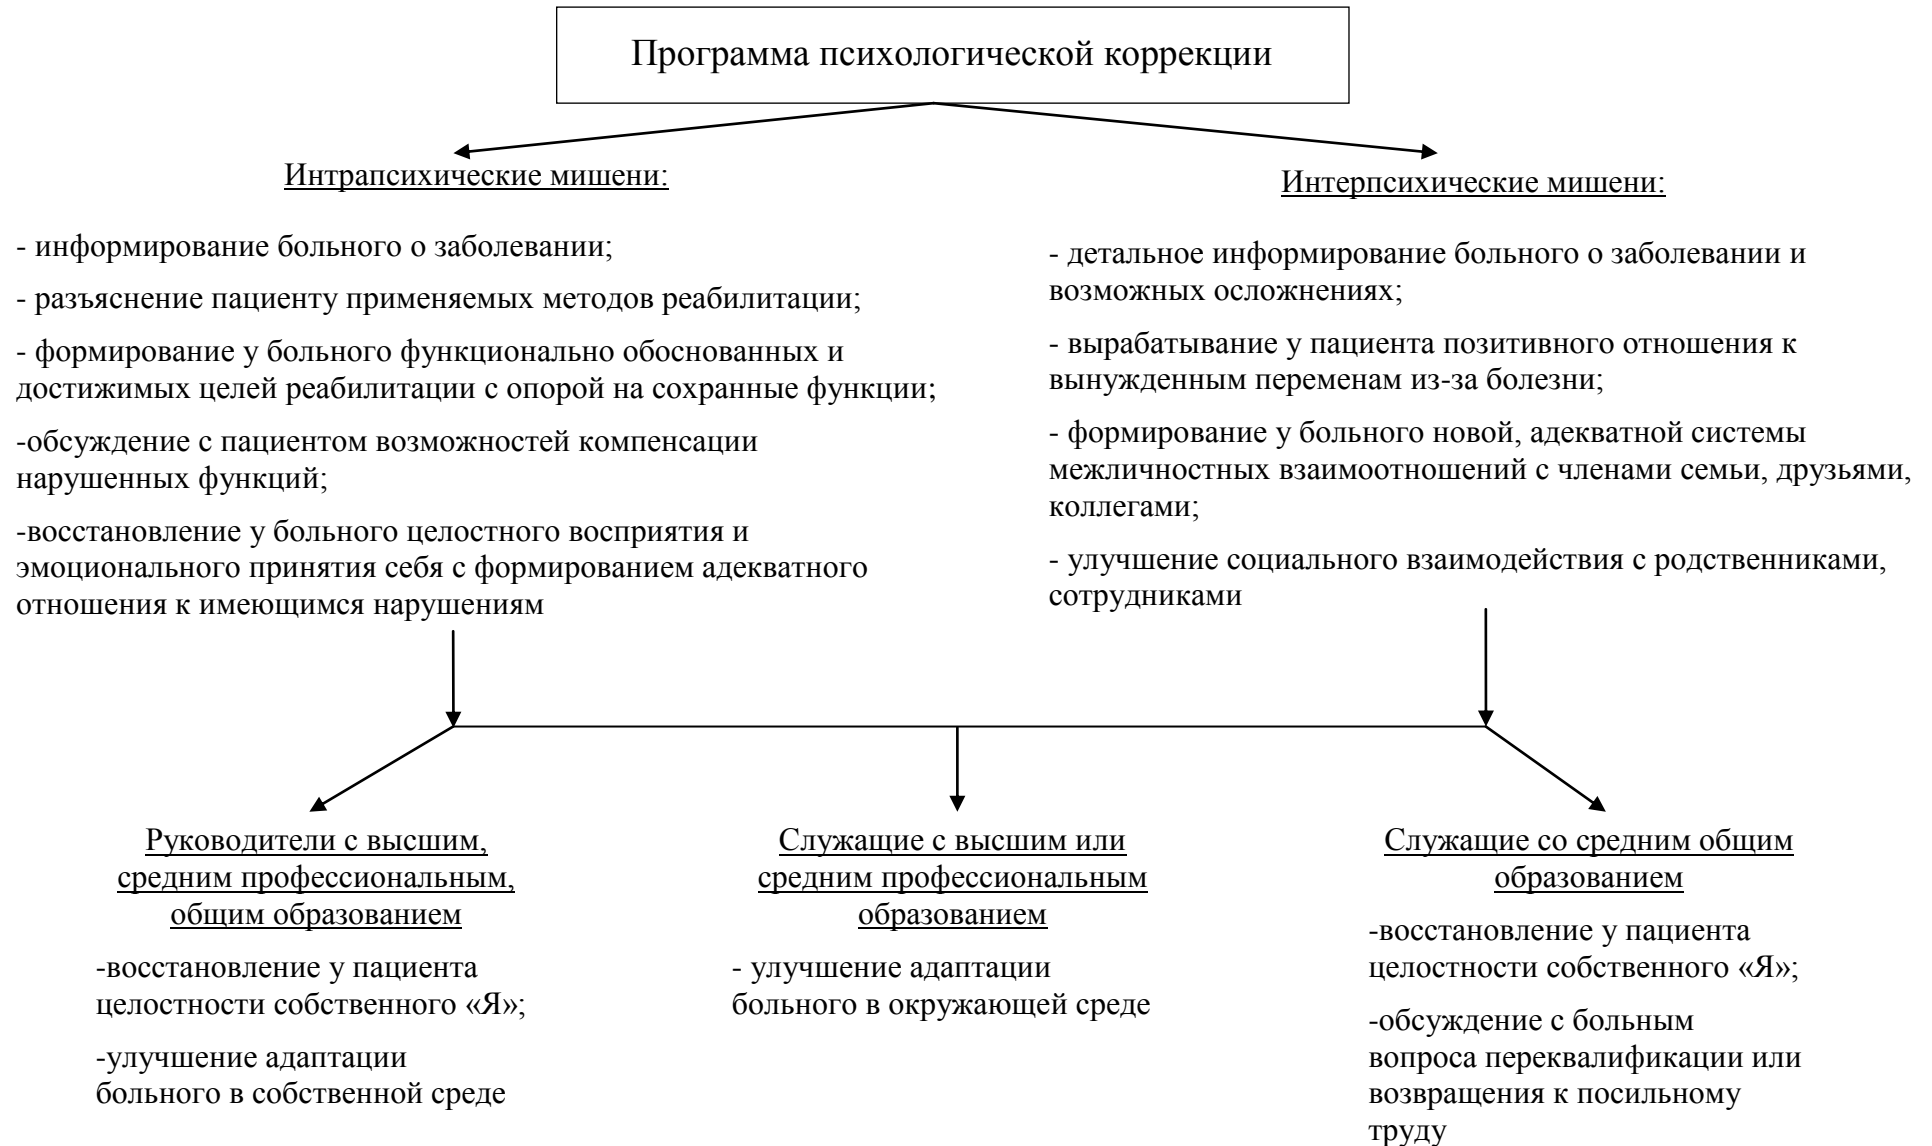 Программа психологической коррекции
Интрапсихические мишени:
- информирование больного о заболевании;
- разъяснение пациенту применяемых методов реабилитации;
- формирование у больного функционально обоснованных и
достижимых целей реабилитации с опорой на сохранные функции;
-обсуждение с пациентом возможностей компенсации
нарушенных функций;
-восстановление у больного целостного восприятия и
эмоционального принятия себя с формированием адекватного
отношения к имеющимся нарушениям
Интерпсихические мишени:
- детальное информирование больного о заболевании и
возможных осложнениях;
- вырабатывание у пациента позитивного отношения к
вынужденным переменам из-за болезни;
- формирование у больного новой, адекватной системы
межличностных взаимоотношений с членами семьи, друзьями,
коллегами;
- улучшение социального взаимодействия с родственниками,
сотрудниками
Руководители с высшим,
средним профессиональным,
общим образованием
-восстановление у пациента
целостности собственного «Я»;
-улучшение адаптации
больного в собственной среде
Служащие с высшим или
средним профессиональным
образованием
- улучшение адаптации
больного в окружающей среде
Служащие со средним общим
образованием
-восстановление у пациента
целостности собственного «Я»;
-обсуждение с больным
вопроса переквалификации или
возвращения к посильному
труду